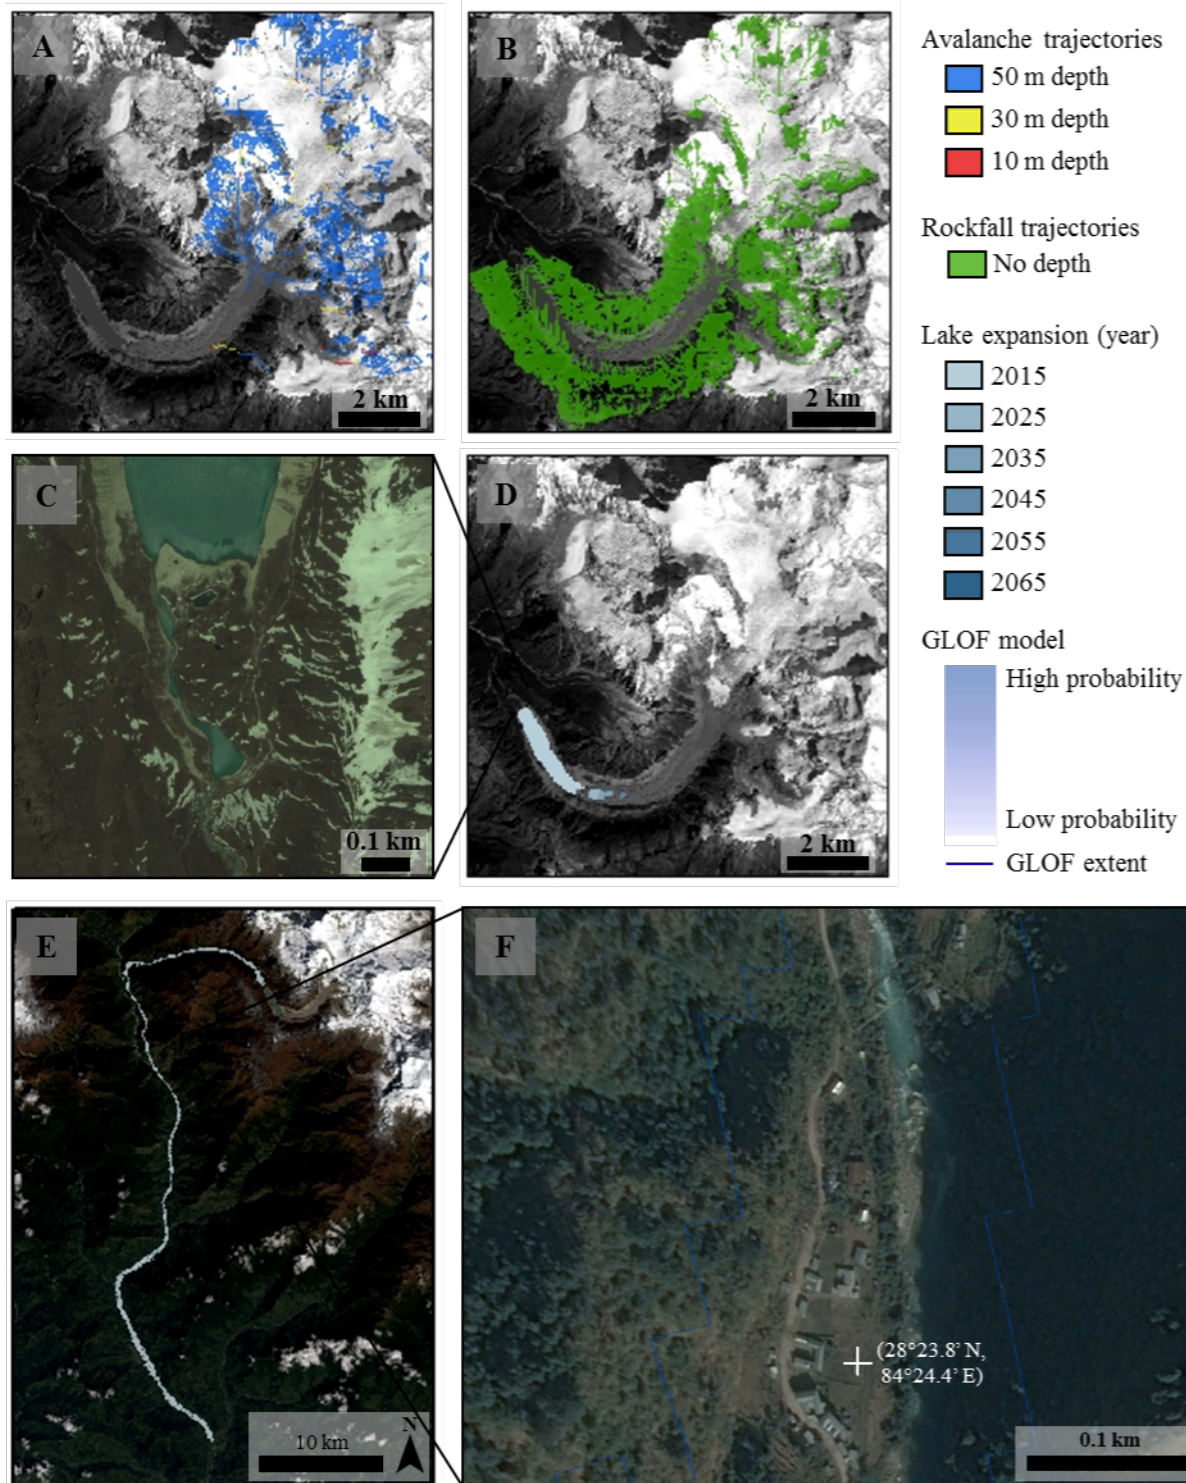 A
2 km
B
2 km
Avalanche trajectories
50 m depth
30 m depth
10 m depth
Rockfall trajectories
No depth
Lake expansion (year)
2015
2025
2035
2045
2055
2065
GLOF model
High probability
Low probability
GLOF extent
C
0.1 km
D
2 km
E
10 km
N
F
(28°23.8’ N,
84°24.4’ E)
0.1 km